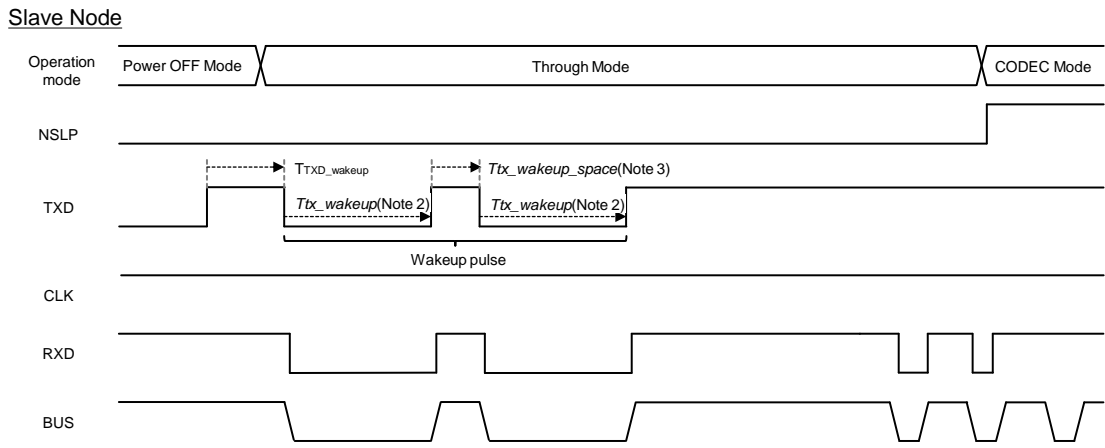 Slave Node
Operation mode
Power OFF Mode
Through Mode
CODEC Mode
NSLP
TXD
TTXD_wakeup
Ttx_wakeup_space(Note 3)
Ttx_wakeup(Note 2)
Ttx_wakeup(Note 2)
Wakeup pulse
CLK
RXD
BUS